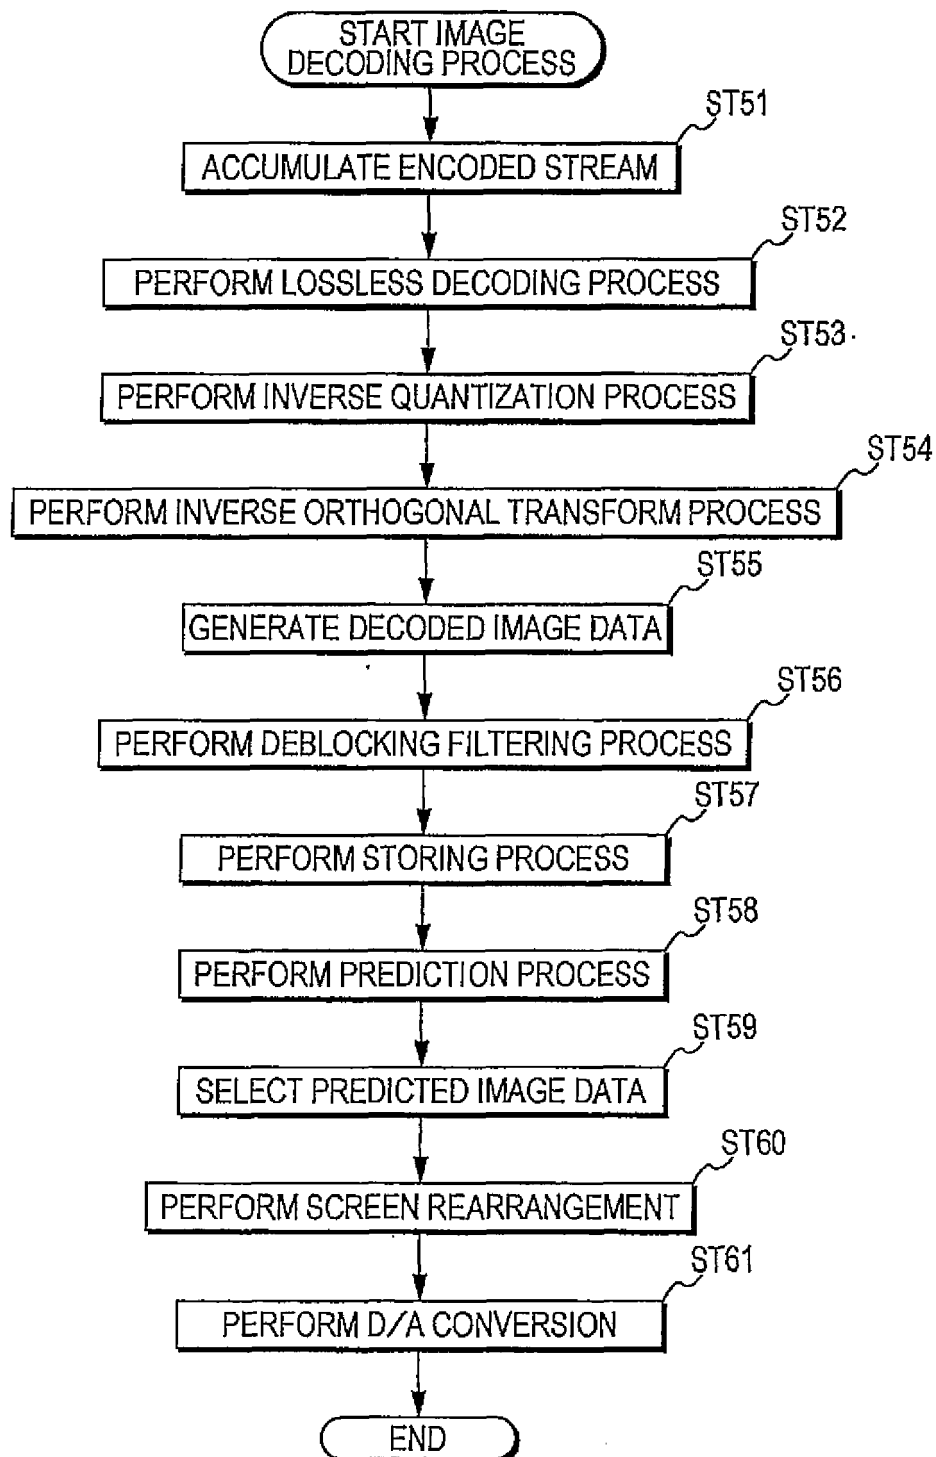 START IMAGE
DECODING PROCESS
ST51
ACCUMULATE ENCODED STREAM
ST52
PERFORM LOSSLESS DECODING PROCESS
ST53
PERFORM INVERSE QUANTIZATION PROCESS
ST54
PERFORM INVERSE ORTHOGONAL TRANSFORM PROCESS
ST55
GENERATE DECODED IMAGE DATA
ST56
PERFORM DEBLOCKING FILTERING PROCESS
ST57
PERFORM STORING PROCESS
ST58
PERFORM PREDICTION PROCESS
ST59
SELECT PREDICTED IMAGE DATA
ST60
PERFORM SCREEN REARRANGEMENT
ST61
PERFORM D/A CONVERSION
END